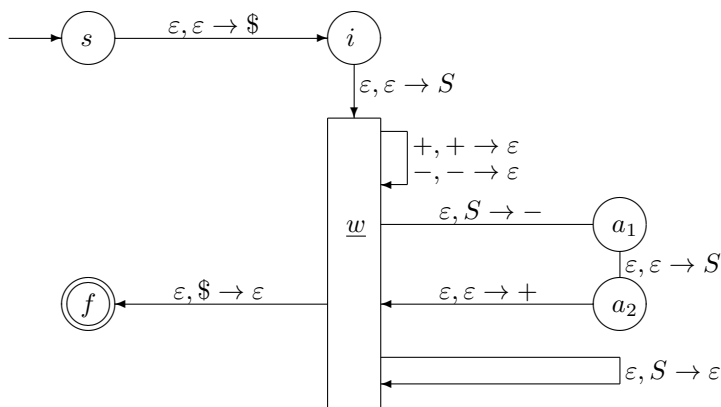 s
ε, ε → $
i
ε, ε → S
+, + → ε
−, − → ε
w
ε, S → −
a₁
ε, ε → S
f
ε, $ → ε
ε, ε → +
a₂
ε, S → ε